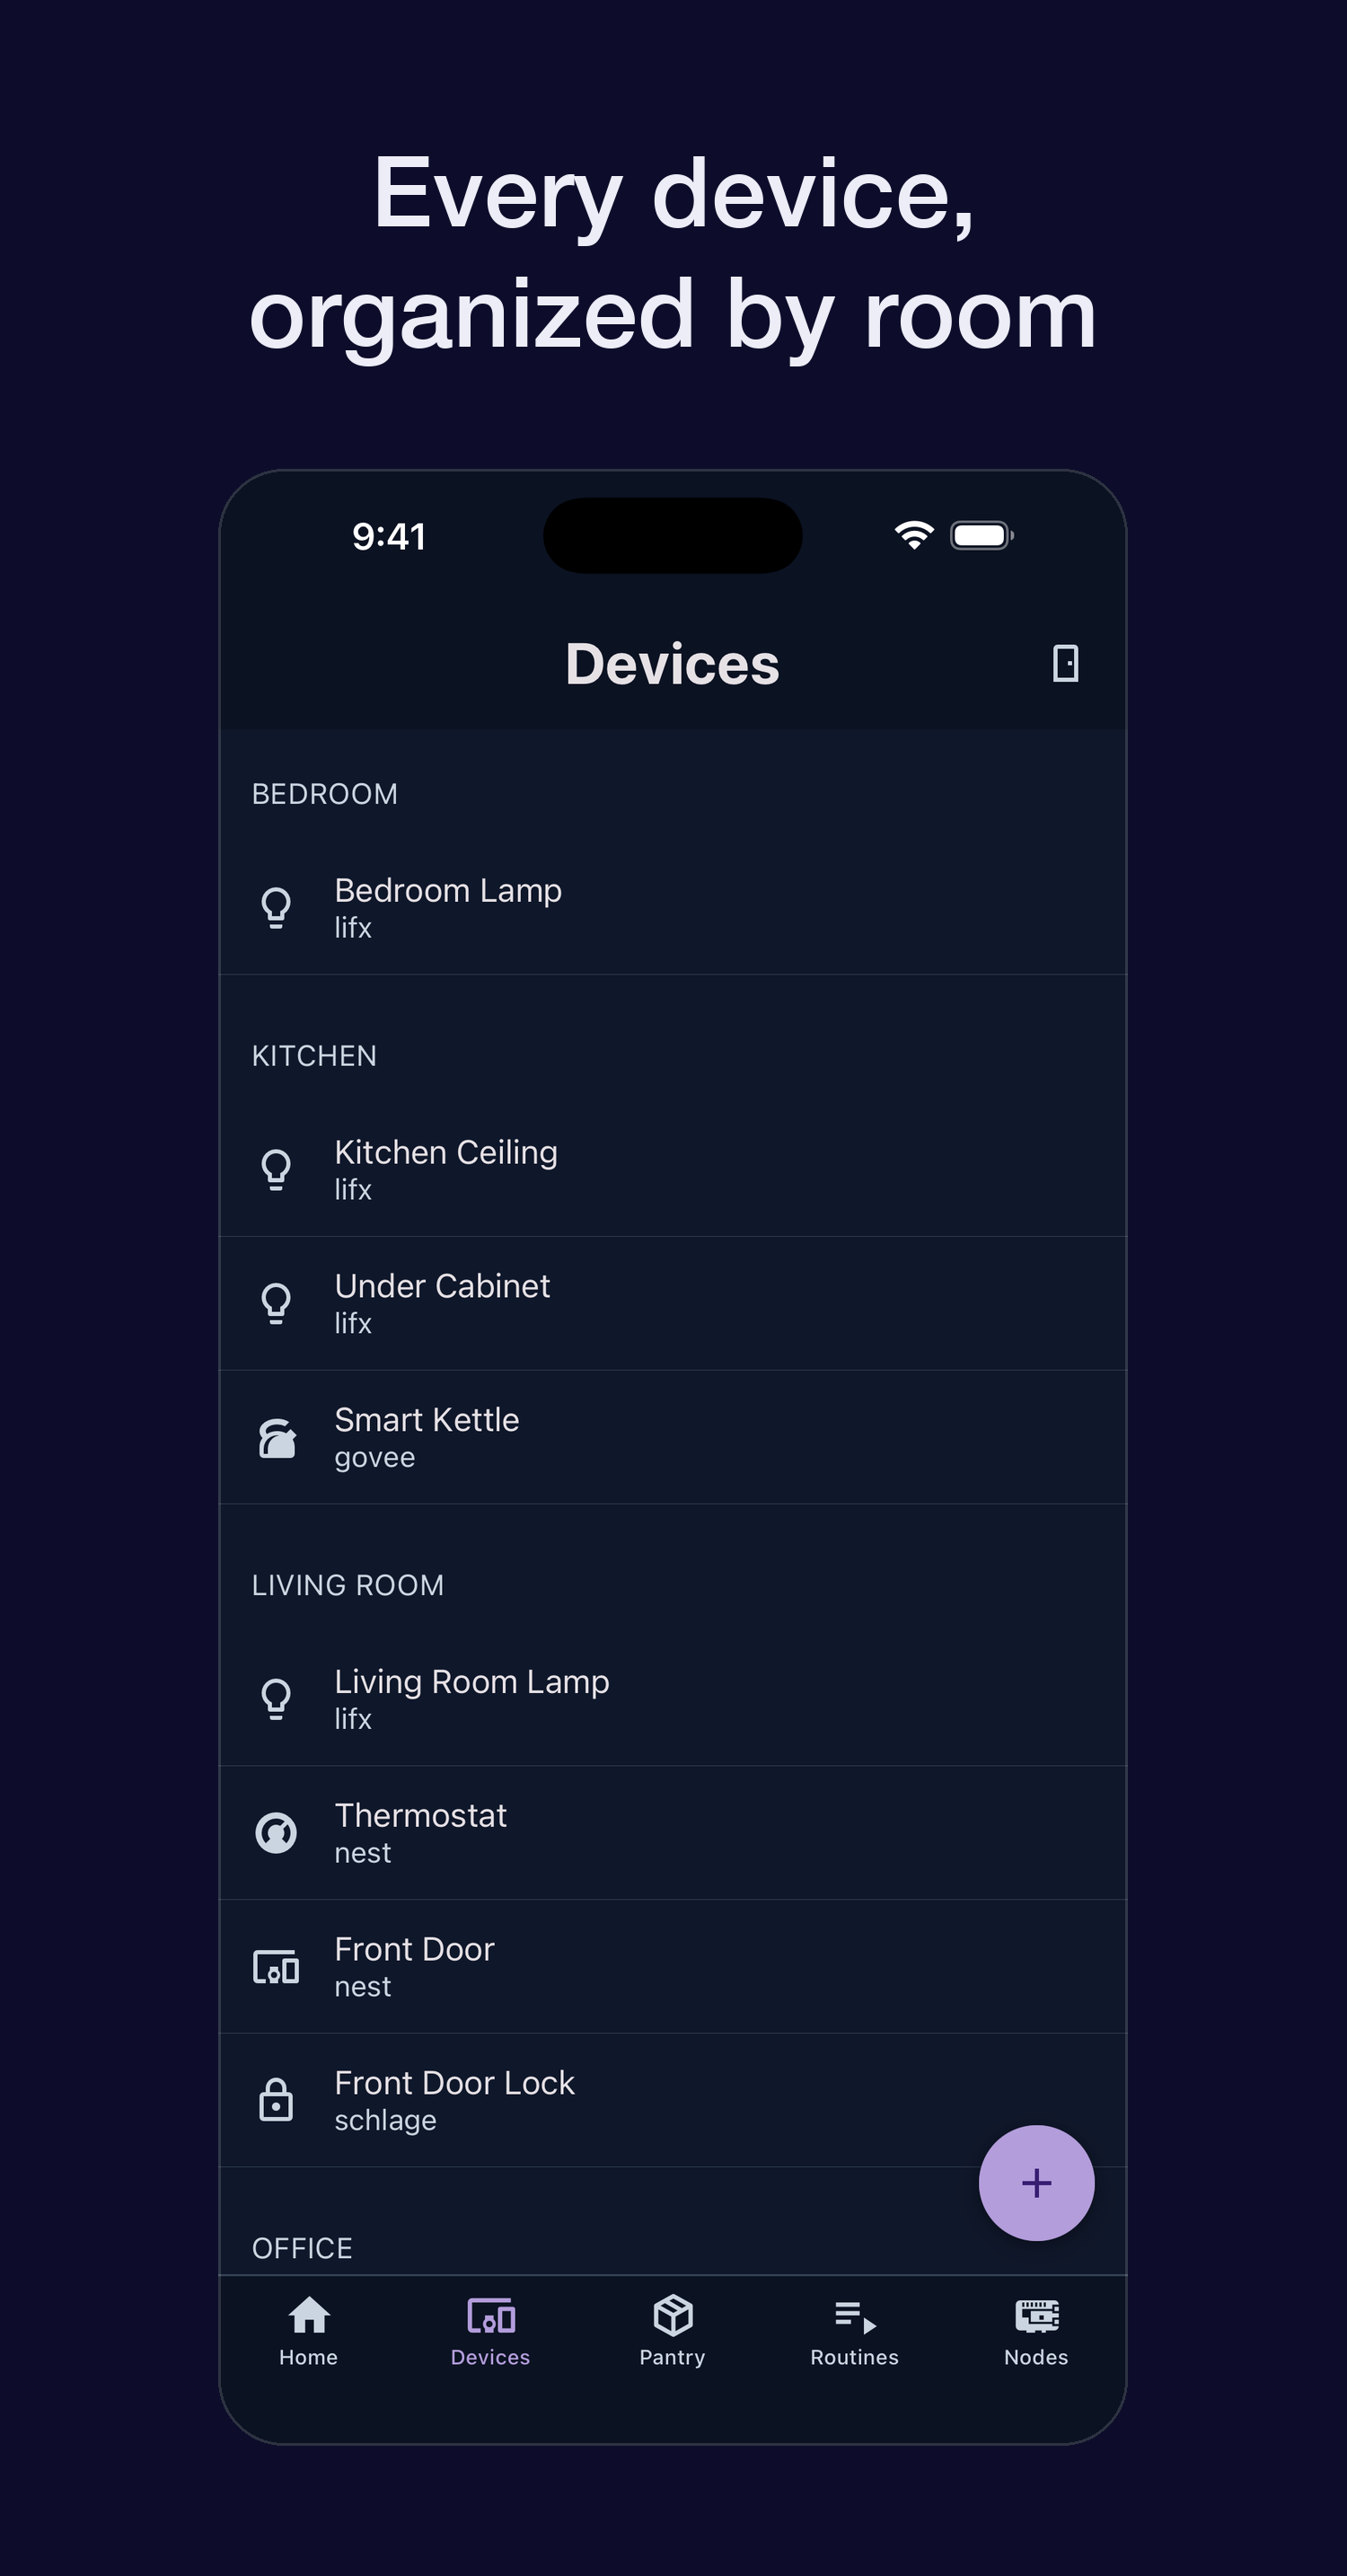 Every device,
organized by room
9:41
Devices
BEDROOM
Bedroom Lamp
lifx
KITCHEN
Kitchen Ceiling
lifx
Under Cabinet
lifx
Smart Kettle
govee
LIVING ROOM
Living Room Lamp
lifx
Thermostat
nest
Front Door
nest
Front Door Lock
schlage
OFFICE
Home
Devices
Pantry
Routines
Nodes